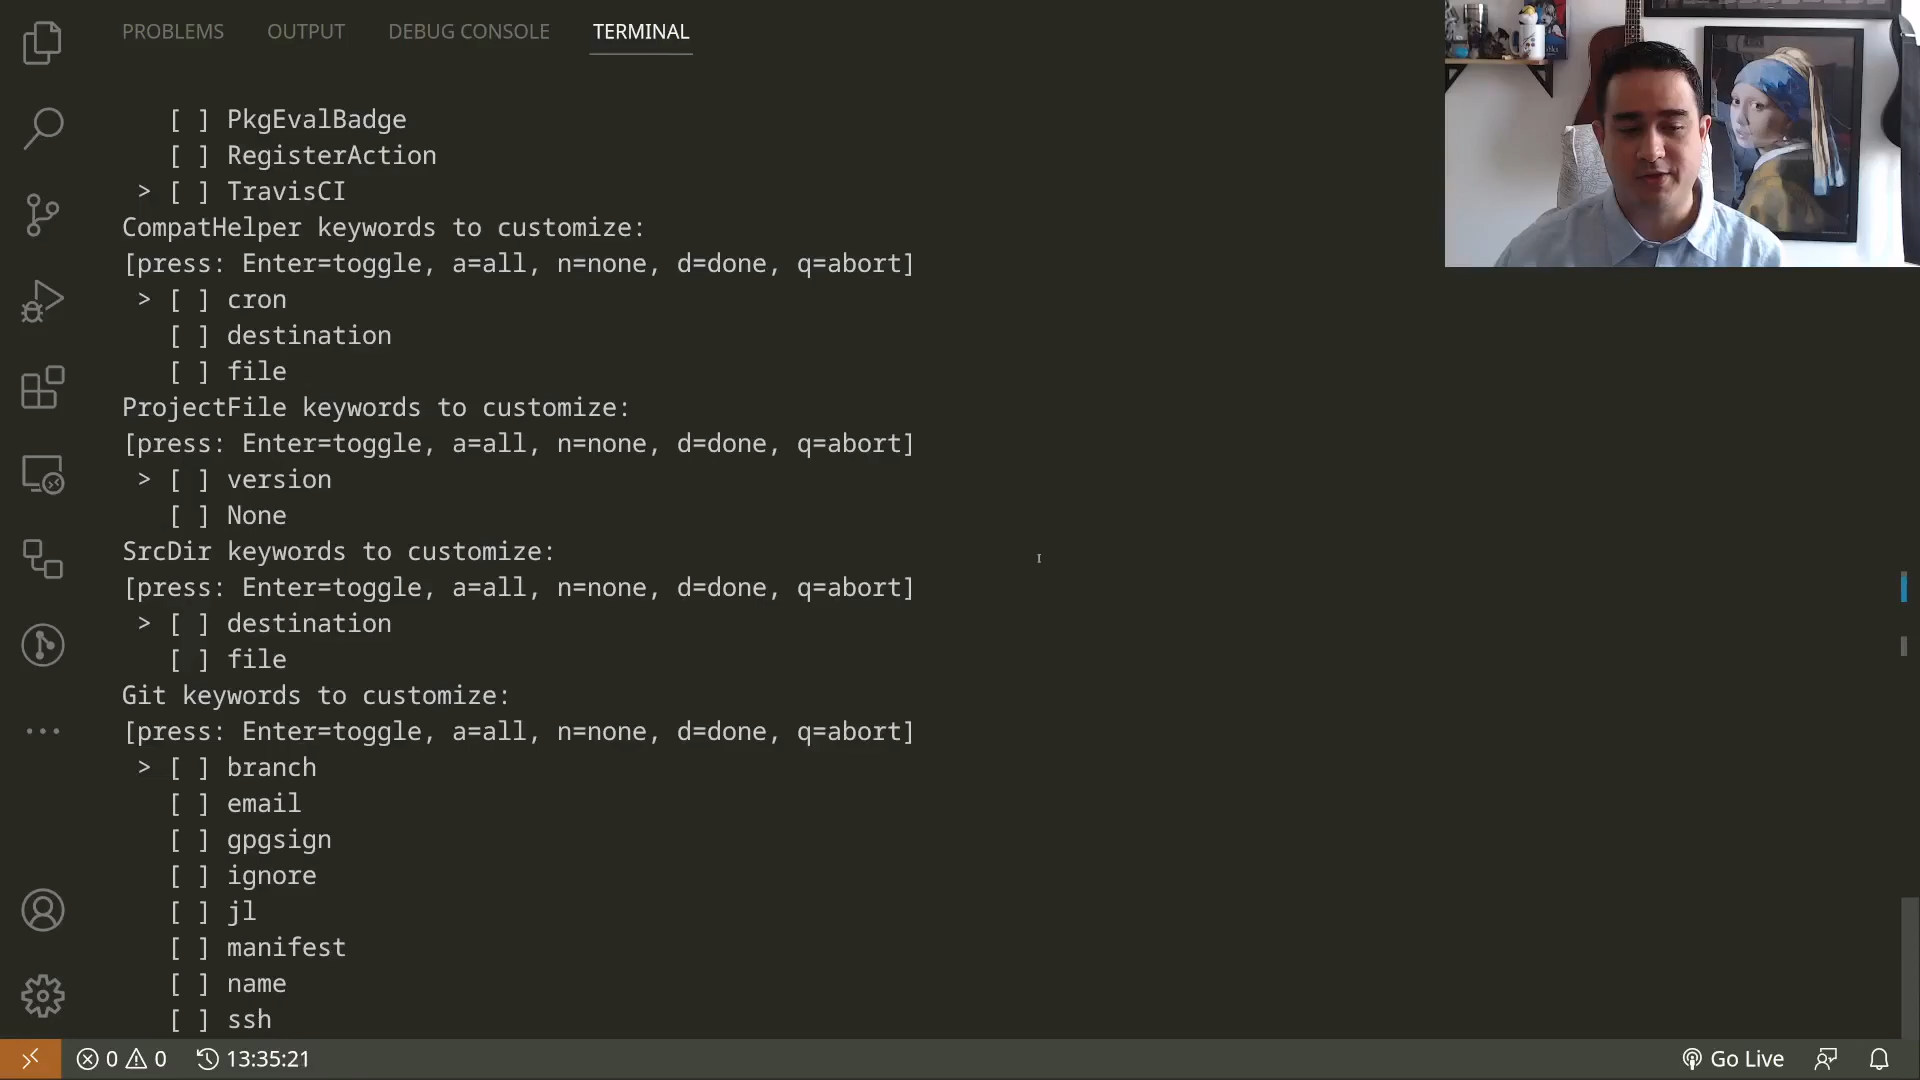 PROBLEMS OUTPUT DEBUG CONSOLE TERMINAL
[ ] PkgEvalBadge
[ ] RegisterAction
> [ ] TravisCI
CompatHelper keywords to customize:
[press: Enter=toggle, a=all, n=none, d=done, q=abort]
> [ ] cron
[ ] destination
[ ] file
ProjectFile keywords to customize:
[press: Enter=toggle, a=all, n=none, d=done, q=abort]
> [ ] version
[ ] None
SrcDir keywords to customize:
[press: Enter=toggle, a=all, n=none, d=done, q=abort]
> [ ] destination
[ ] file
Git keywords to customize:
[press: Enter=toggle, a=all, n=none, d=done, q=abort]
> [ ] branch
[ ] email
[ ] gpgsign
[ ] ignore
[ ] jl
[ ] manifest
[ ] name
[ ] ssh
0 0 13:35:21 Go Live